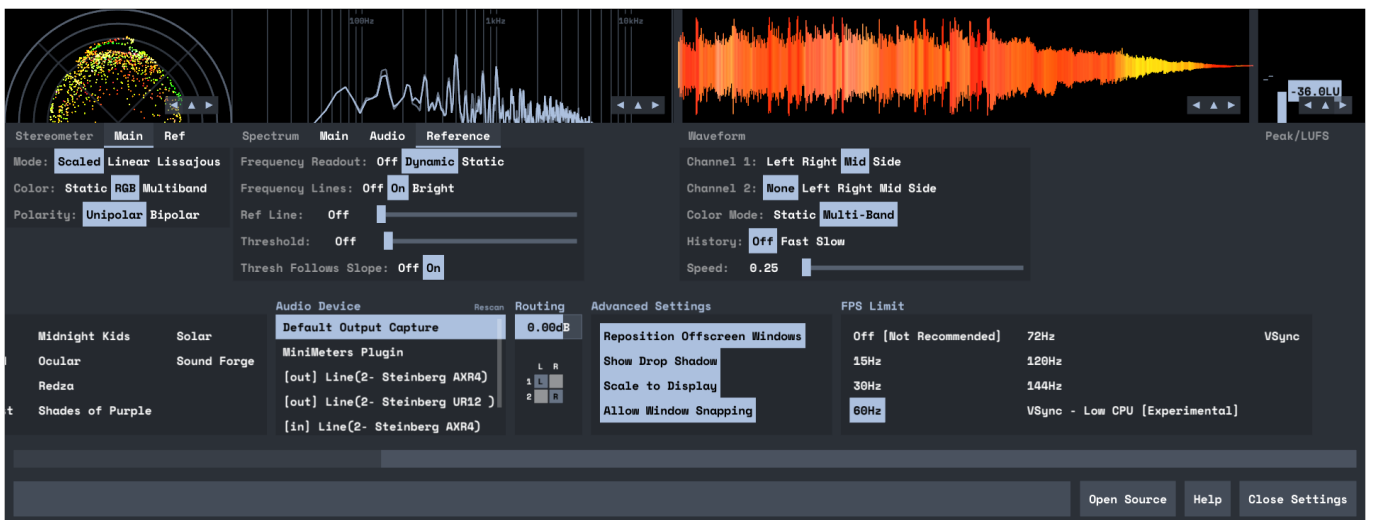 100Hz 1kHz 10kHz
-36.0LU
Stereometer Main Ref
Mode: Scaled Linear Lissajous
Color: Static RGB Multiband
Polarity: Unipolar Bipolar
Spectrum Main Audio Reference
Frequency Readout: Off Dynamic Static
Frequency Lines: Off On Bright
Ref Line: Off
Threshold: Off
Thresh Follows Slope: Off On
Waveform
Channel 1: Left Right Mid Side
Channel 2: None Left Right Mid Side
Color Mode: Static Multi-Band
History: Off Fast Slow
Speed: 0.25
Peak/LUFS
Midnight Kids Solar
Ocular Sound Forge
Redza
t Shades of Purple
Audio Device Rescan
Default Output Capture
MiniMeters Plugin
[out] Line(2- Steinberg AXR4)
[out] Line(2- Steinberg UR12 )
[in] Line(2- Steinberg AXR4)
Routing
0.00dB
L R
1 L
2 R
Advanced Settings
Reposition Offscreen Windows
Show Drop Shadow
Scale to Display
Allow Window Snapping
FPS Limit
Off [Not Recommended] 72Hz VSync
15Hz 120Hz
30Hz 144Hz
60Hz VSync - Low CPU [Experimental]
Open Source Help Close Settings